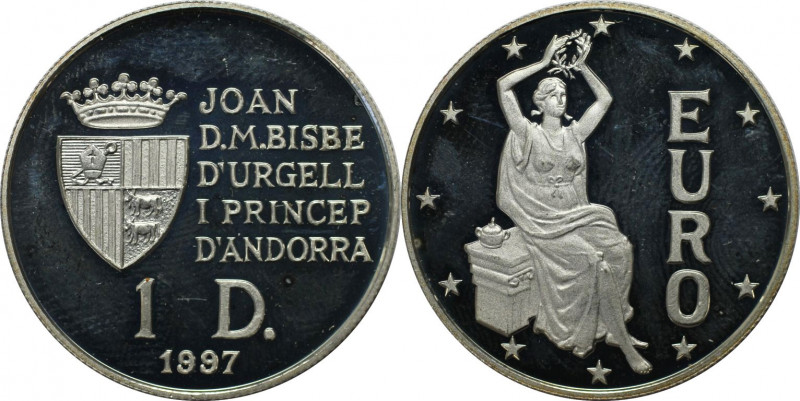 JOAN
D.M.BISBE
D'URGELL
I PRINCEP
D'ANDORRA
1 D.
1997
EURO